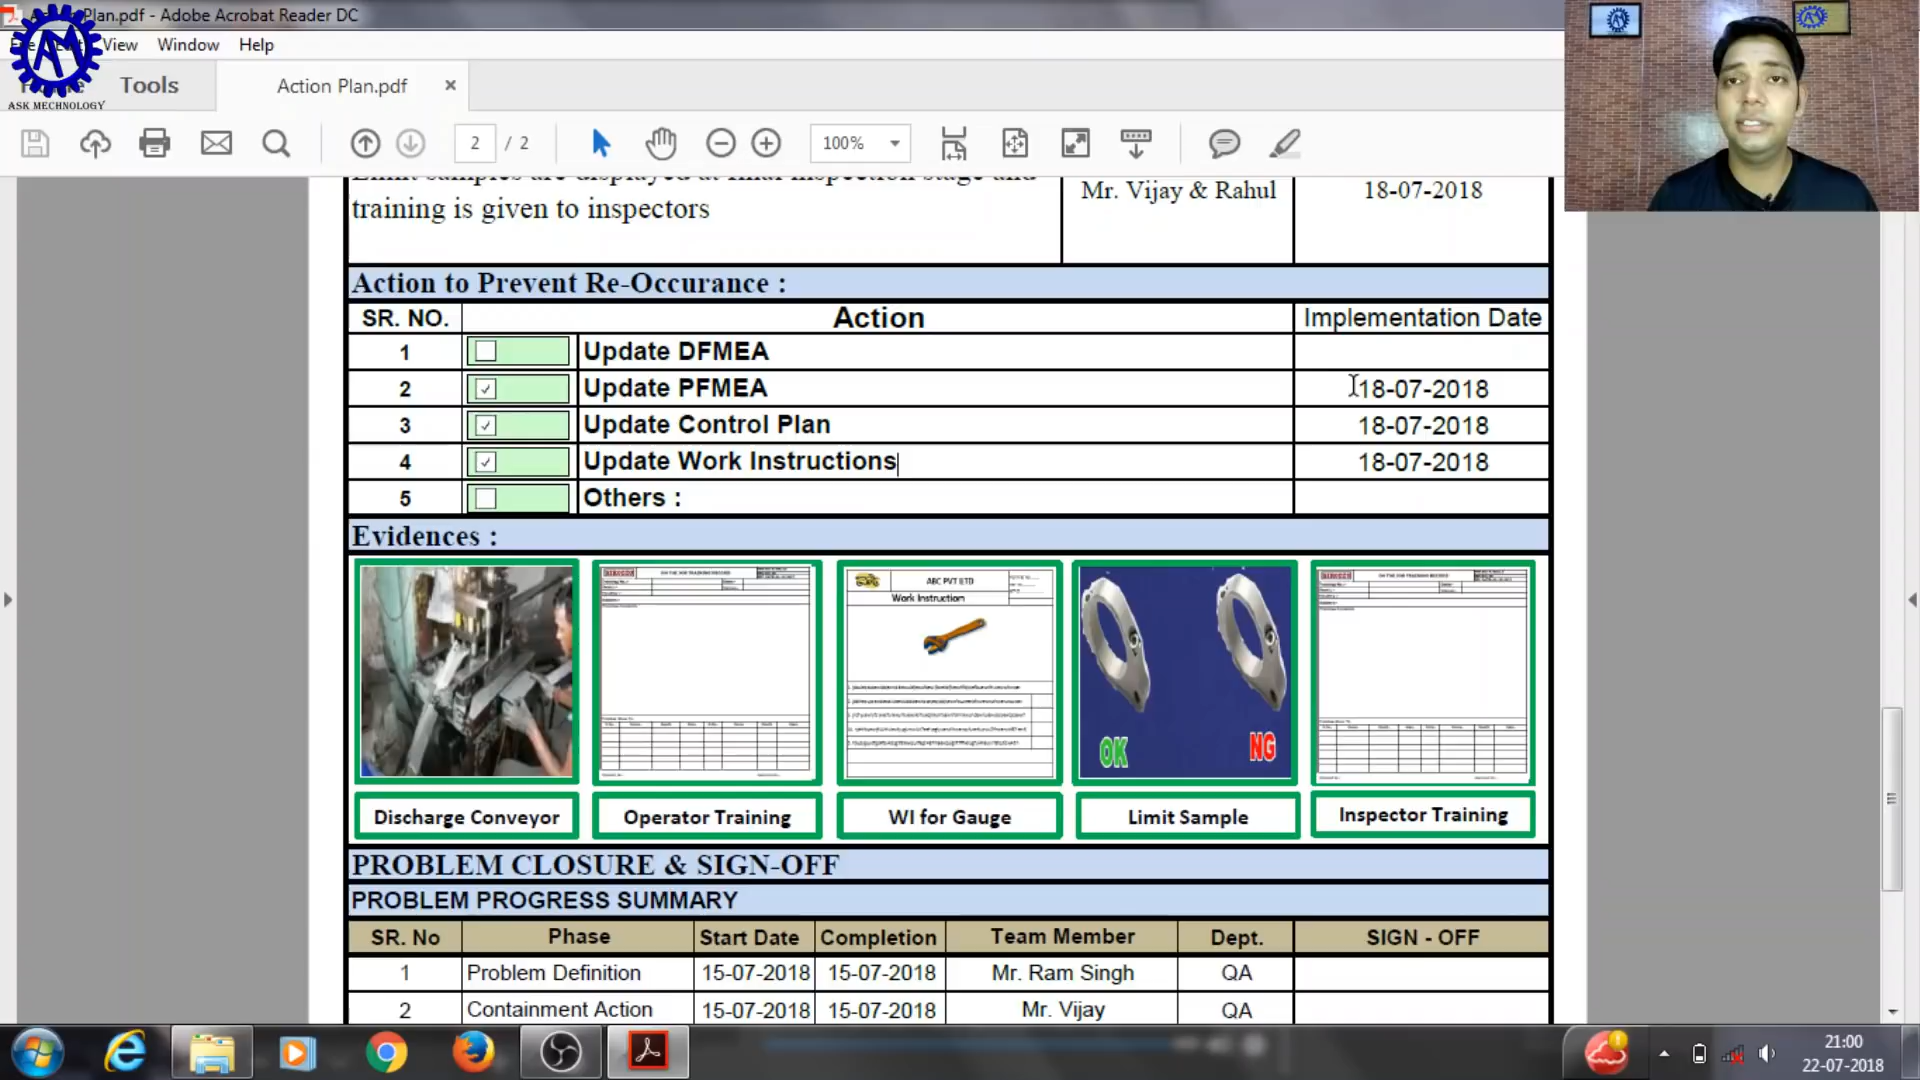 Plan.pdf - Adobe Acrobat Reader DC
View Window Help
ASK MECHNOLOGY
Tools
Action Plan.pdf
2 / 2
100%
training is given to inspectors
Mr. Vijay & Rahul
18-07-2018
Action to Prevent Re-Occurance :
SR. NO. Action Implementation Date
1 Update DFMEA
2 Update PFMEA 18-07-2018
3 Update Control Plan 18-07-2018
4 Update Work Instructions 18-07-2018
5 Others :
Evidences :
ABC PVT LTD
Work Instruction
OK NG
Discharge Conveyor Operator Training WI for Gauge Limit Sample Inspector Training
PROBLEM CLOSURE & SIGN-OFF
PROBLEM PROGRESS SUMMARY
SR. No Phase Start Date Completion Team Member Dept. SIGN - OFF
1 Problem Definition 15-07-2018 15-07-2018 Mr. Ram Singh QA
2 Containment Action 15-07-2018 15-07-2018 Mr. Vijay QA
21:00
22-07-2018